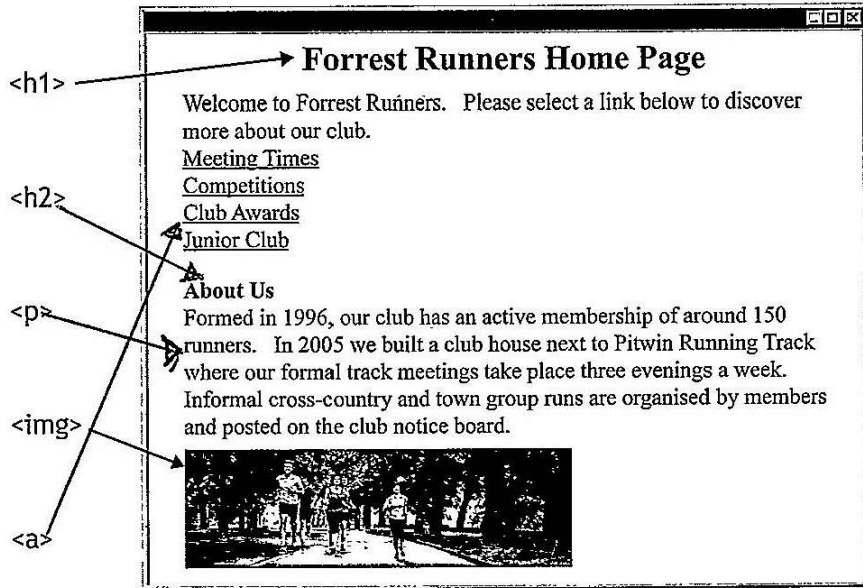 Forrest Runners Home Page
<h1>
Welcome to Forrest Runners. Please select a link below to discover
more about our club.
Meeting Times
Competitions
<h2>
Club Awards
Junior Club
About Us
<p>
Formed in 1996, our club has an active membership of around 150
runners. In 2005 we built a club house next to Pitwin Running Track
where our formal track meetings take place three evenings a week.
Informal cross-country and town group runs are organised by members
<img>
and posted on the club notice board.
<a>